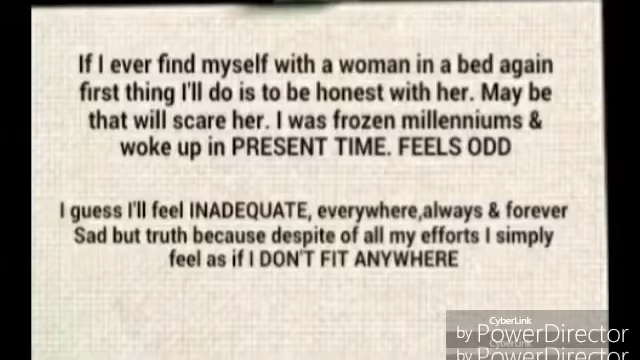 If I ever find myself with a woman in a bed again
first thing I'll do is to be honest with her. May be
that will scare her. I was frozen millenniums &
woke up in PRESENT TIME. FEELS ODD
I guess I'll feel INADEQUATE, everywhere,always & forever
Sad but truth because despite of all my efforts I simply
feel as if I DON'T FIT ANYWHERE
CyberLink
by PowerDirector
CyberLink
by PowerDirector